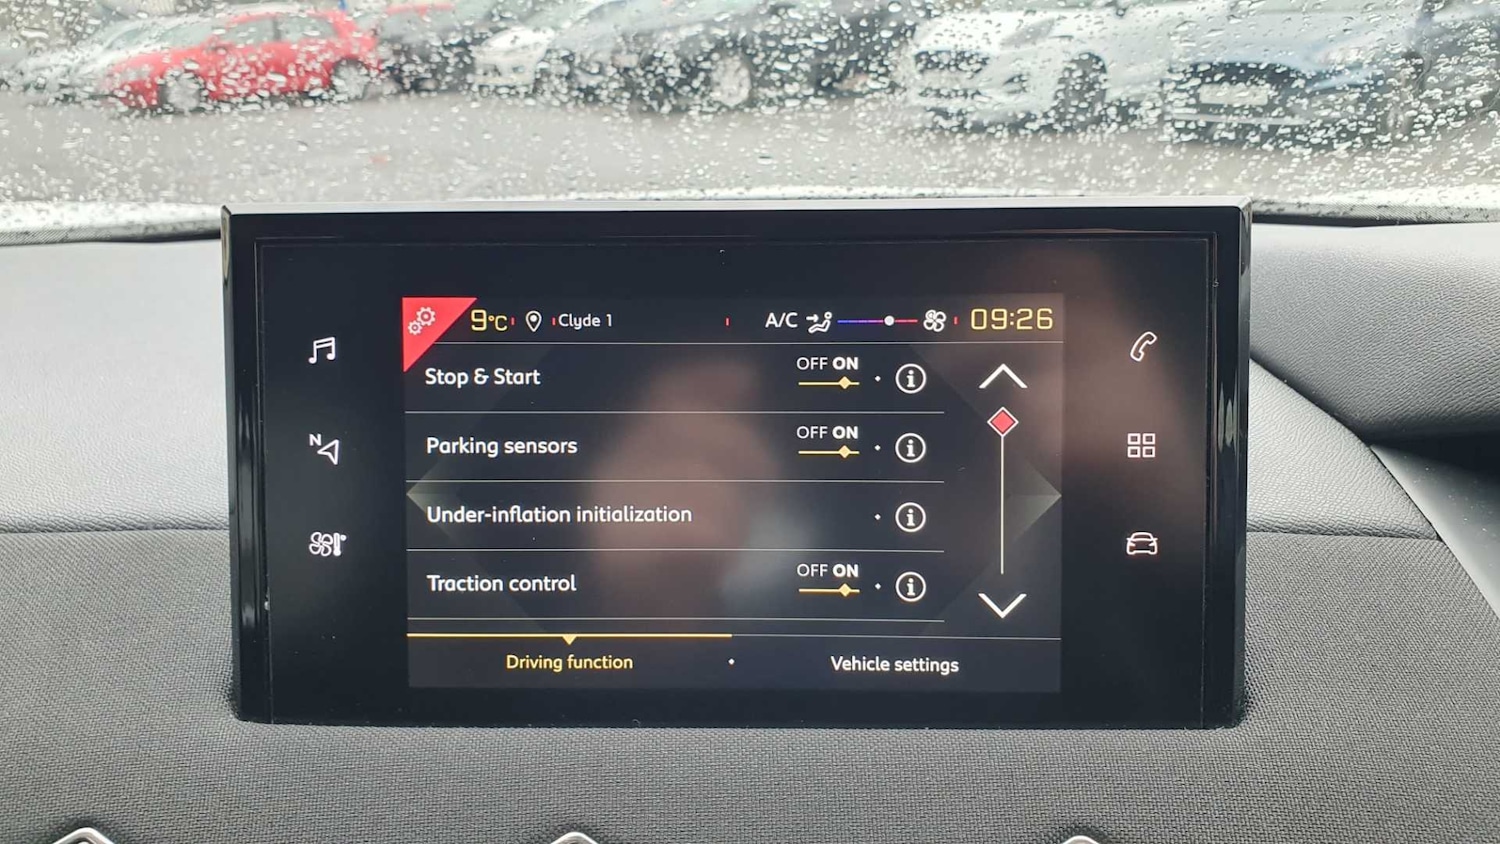 9°C Clyde 1 A/C 09:26
Stop & Start OFF ON
Parking sensors OFF ON
Under-inflation initialization
Traction control OFF ON
Driving function Vehicle settings
N